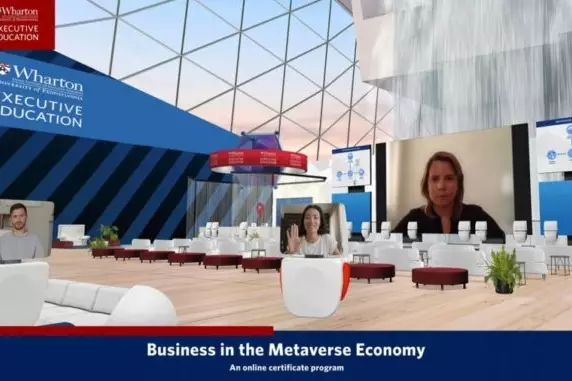 Wharton
UNIVERSITY of PENNSYLVANIA
EXECUTIVE
EDUCATION
Wharton
EXECUTIVE
EDUCATION
Business in the Metaverse Economy
An online certificate program